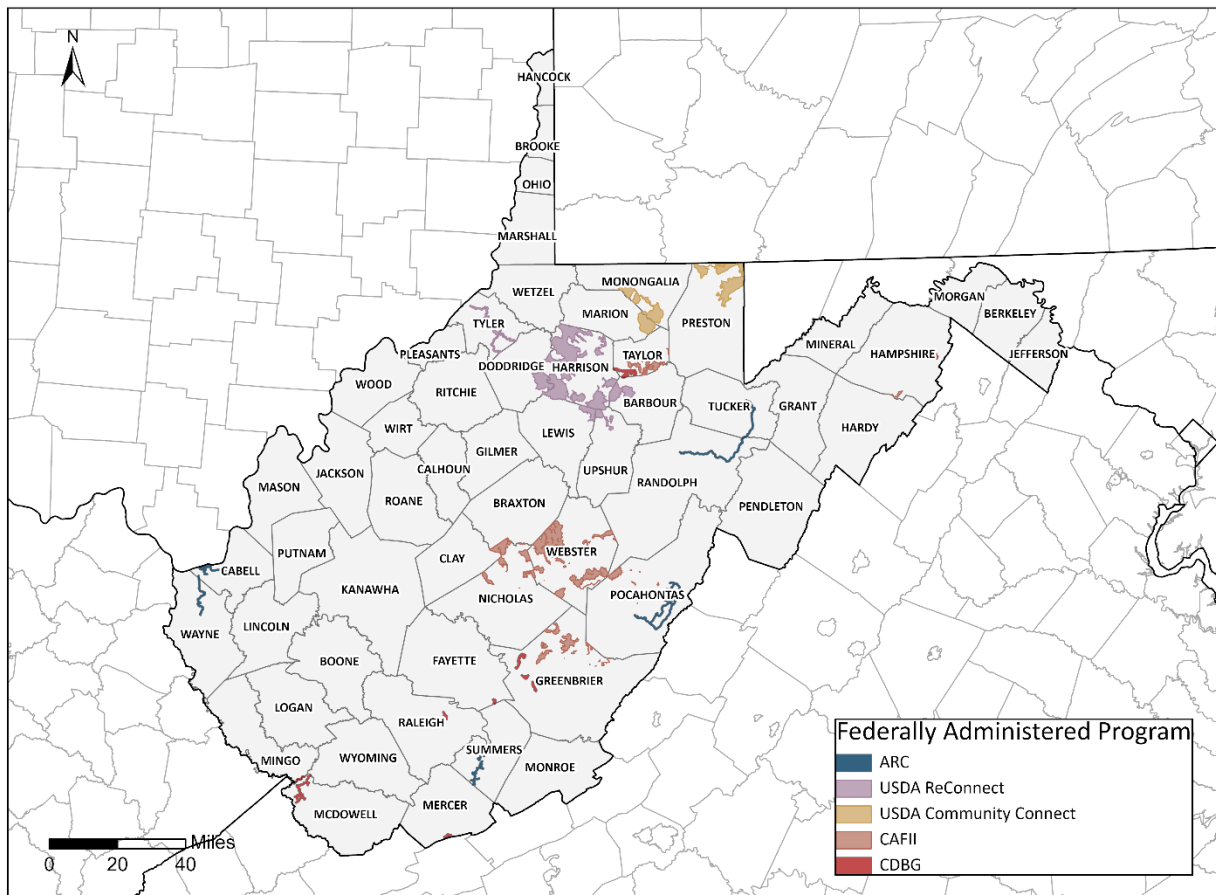 N
HANCOCK
BROOKE
OHIO
MARSHALL
WETZEL
MONONGALIA
MARION
PRESTON
TYLER
PLEASANTS
DODDRIDGE
HARRISON
TAYLOR
MORGAN
BERKELEY
JEFFERSON
MINERAL
HAMPSHIRE
WOOD
RITCHIE
BARBOUR
TUCKER
GRANT
HARDY
WIRT
LEWIS
GILMER
CALHOUN
UPSHUR
RANDOLPH
JACKSON
MASON
ROANE
BRAXTON
PENDLETON
PUTNAM
CLAY
WEBSTER
CABELL
KANAWHA
NICHOLAS
POCAHONTAS
WAYNE
LINCOLN
BOONE
FAYETTE
GREENBRIER
LOGAN
RALEIGH
SUMMERS
MINGO
WYOMING
MONROE
MCDOWELL
MERCER
Miles
0 20 40
Federally Administered Program
ARC
USDA ReConnect
USDA Community Connect
CAFII
CDBG